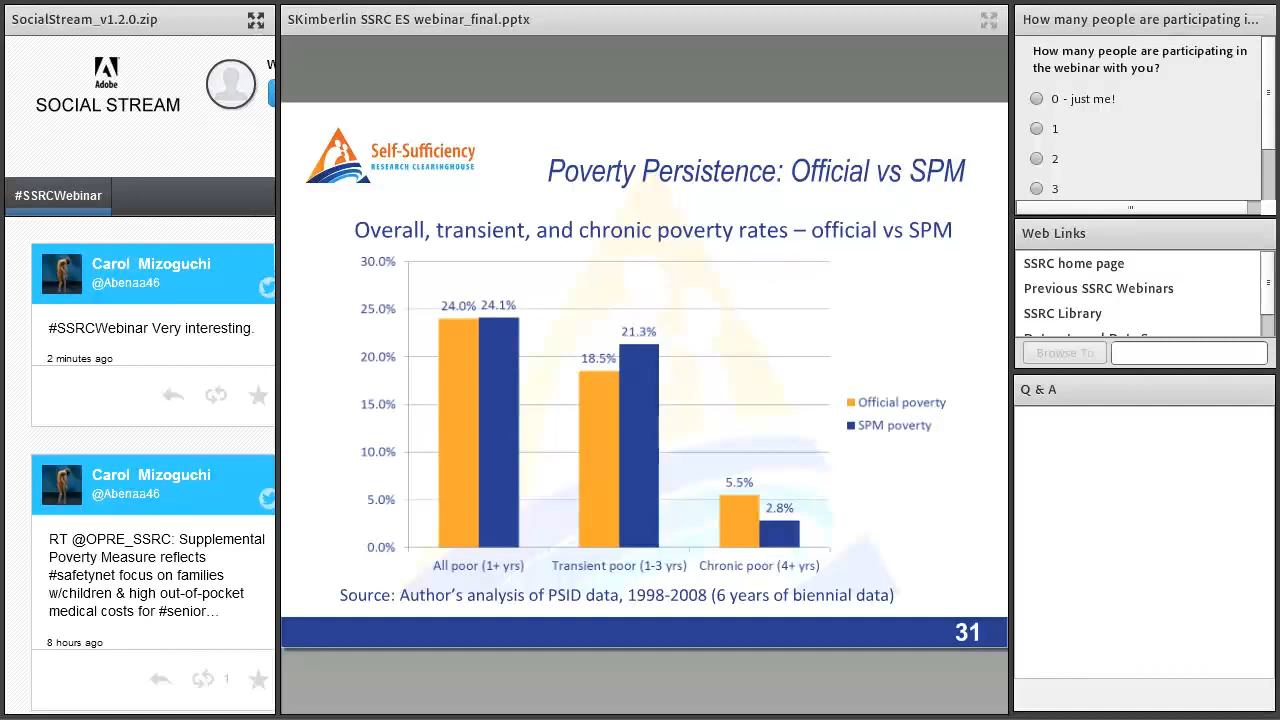 SocialStream_v1.2.0.zip
Adobe
SOCIAL STREAM
#SSRCWebinar
Carol Mizoguchi
@Abenaa46
#SSRCWebinar Very interesting.
2 minutes ago
Carol Mizoguchi
@Abenaa46
RT @OPRE_SSRC: Supplemental
Poverty Measure reflects
#safetynet focus on families
w/children & high out-of-pocket
medical costs for #senior…
8 hours ago
1
SKimberlin SSRC ES webinar_final.pptx
Self-Sufficiency
RESEARCH CLEARINGHOUSE
Poverty Persistence: Official vs SPM
Overall, transient, and chronic poverty rates – official vs SPM
30.0%
25.0%
20.0%
15.0%
10.0%
5.0%
0.0%
24.0% 24.1%
18.5%
21.3%
5.5%
2.8%
All poor (1+ yrs)
Transient poor (1-3 yrs)
Chronic poor (4+ yrs)
Official poverty
SPM poverty
Source: Author's analysis of PSID data, 1998-2008 (6 years of biennial data)
31
How many people are participating i...
How many people are participating in
the webinar with you?
0 - just me!
1
2
3
Web Links
SSRC home page
Previous SSRC Webinars
SSRC Library
Browse To
Q & A